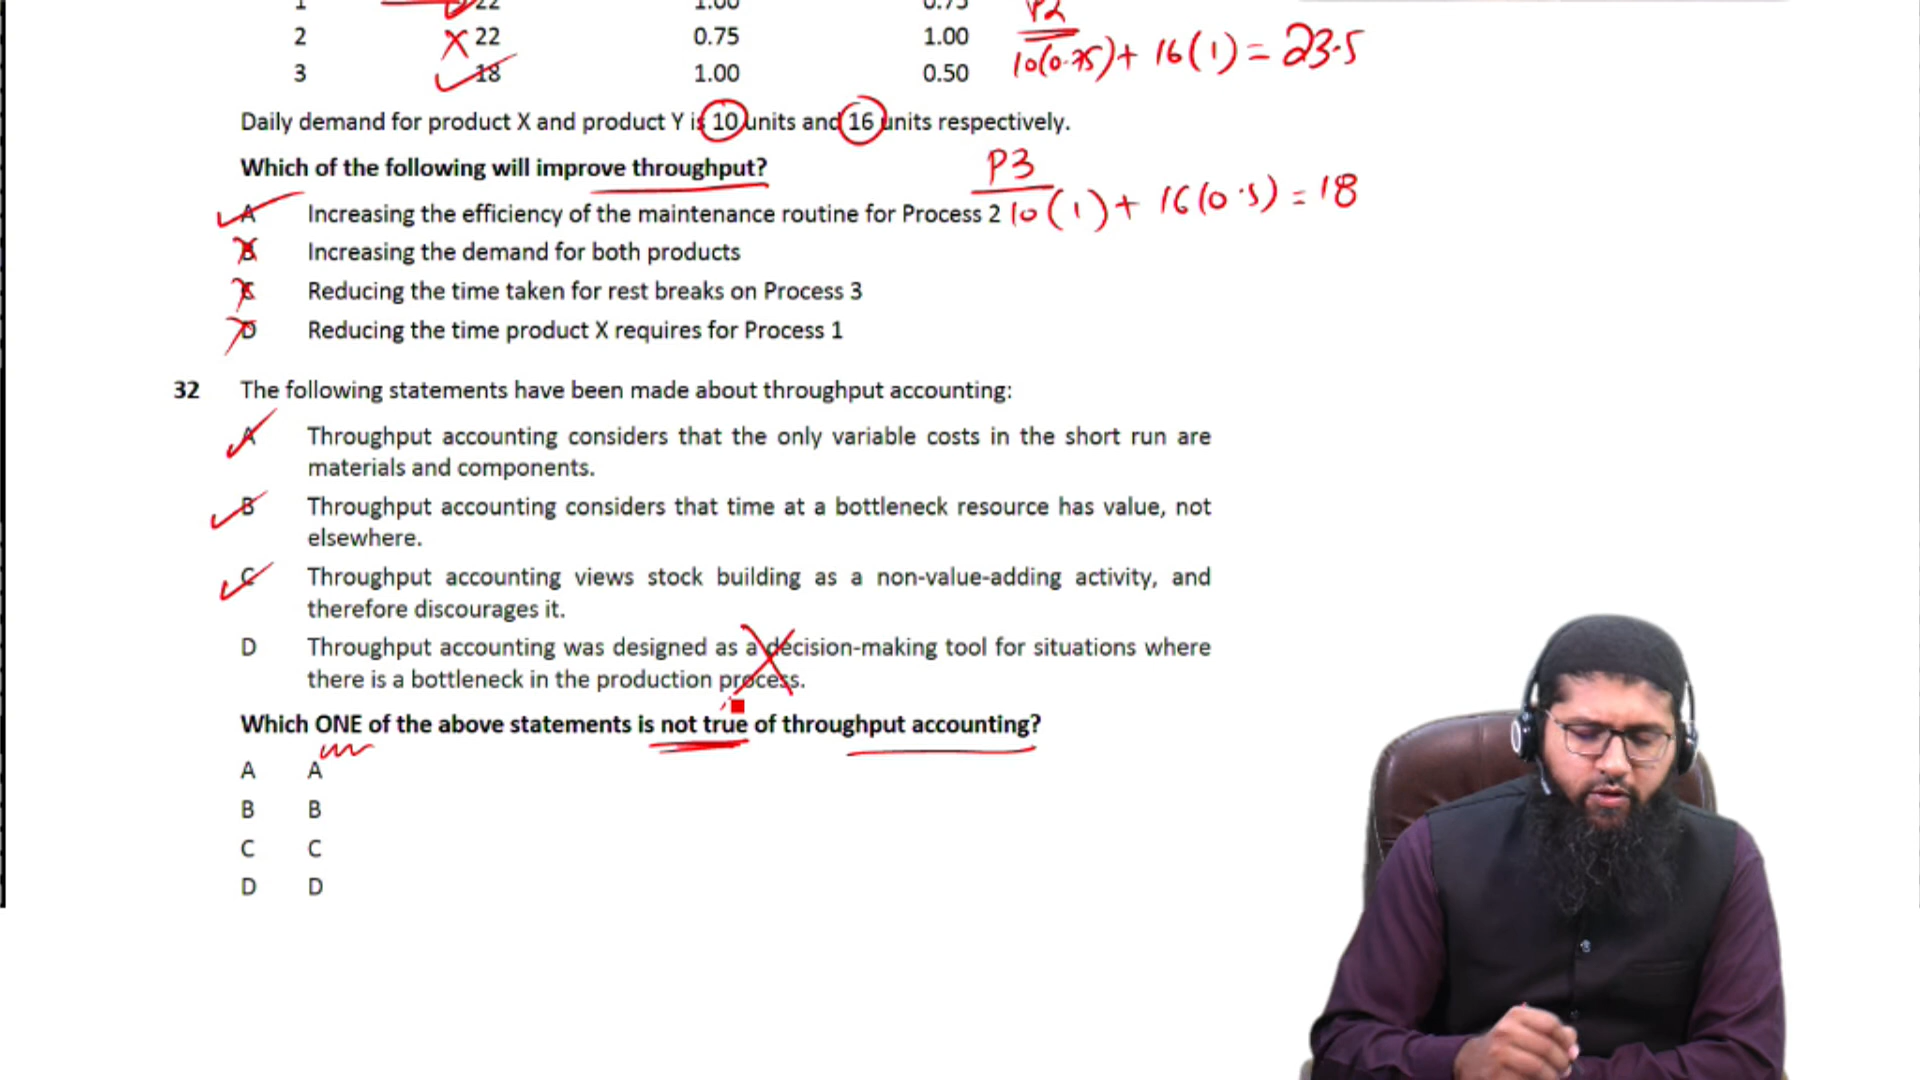 1 22 1.00 0.75 P2
2 X 22 0.75 1.00 10(0.75) + 16(1) = 23.5
3 18 1.00 0.50
Daily demand for product X and product Y is 10 units and 16 units respectively.
Which of the following will improve throughput? P3
A Increasing the efficiency of the maintenance routine for Process 2 10(1) + 16(0.5) = 18
B Increasing the demand for both products
C Reducing the time taken for rest breaks on Process 3
D Reducing the time product X requires for Process 1
32 The following statements have been made about throughput accounting:
A Throughput accounting considers that the only variable costs in the short run are
materials and components.
B Throughput accounting considers that time at a bottleneck resource has value, not
elsewhere.
C Throughput accounting views stock building as a non-value-adding activity, and
therefore discourages it.
D Throughput accounting was designed as a decision-making tool for situations where
there is a bottleneck in the production process.
Which ONE of the above statements is not true of throughput accounting?
A A
B B
C C
D D